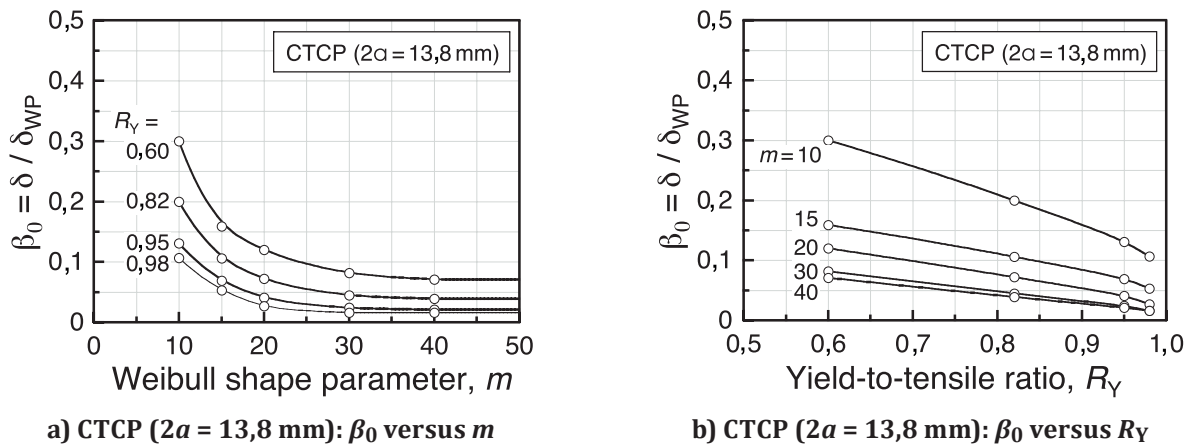 0,5
0,4
0,3
0,2
0,1
0
β0 = δ / δWP
CTCP (2a = 13,8 mm)
RY =
0,60
0,82
0,95
0,98
0 10 20 30 40 50
Weibull shape parameter, m
a) CTCP (2a = 13,8 mm): β0 versus m
0,5
0,4
0,3
0,2
0,1
0
β0 = δ / δWP
CTCP (2a = 13,8 mm)
m = 10
15
20
30
40
0,5 0,6 0,7 0,8 0,9 1,0
Yield-to-tensile ratio, RY
b) CTCP (2a = 13,8 mm): β0 versus RY